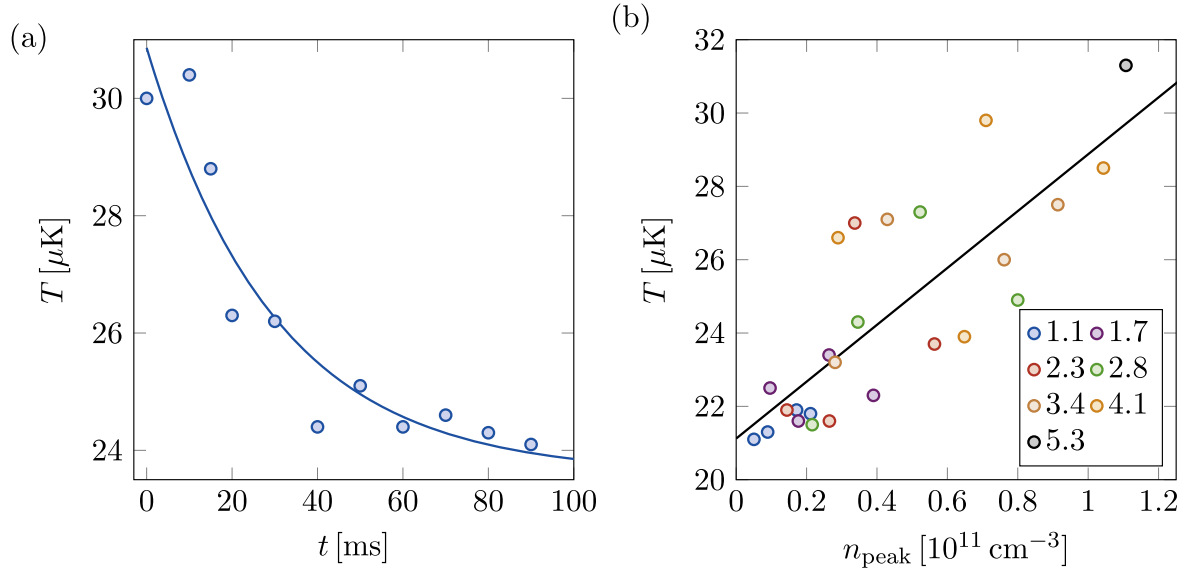 (a)
30
28
26
24
T [μK]
0 20 40 60 80 100
t [ms]
(b)
32
30
28
26
24
22
20
T [μK]
0 0.2 0.4 0.6 0.8 1 1.2
n_peak [10^11 cm^−3]
1.1 1.7
2.3 2.8
3.4 4.1
5.3